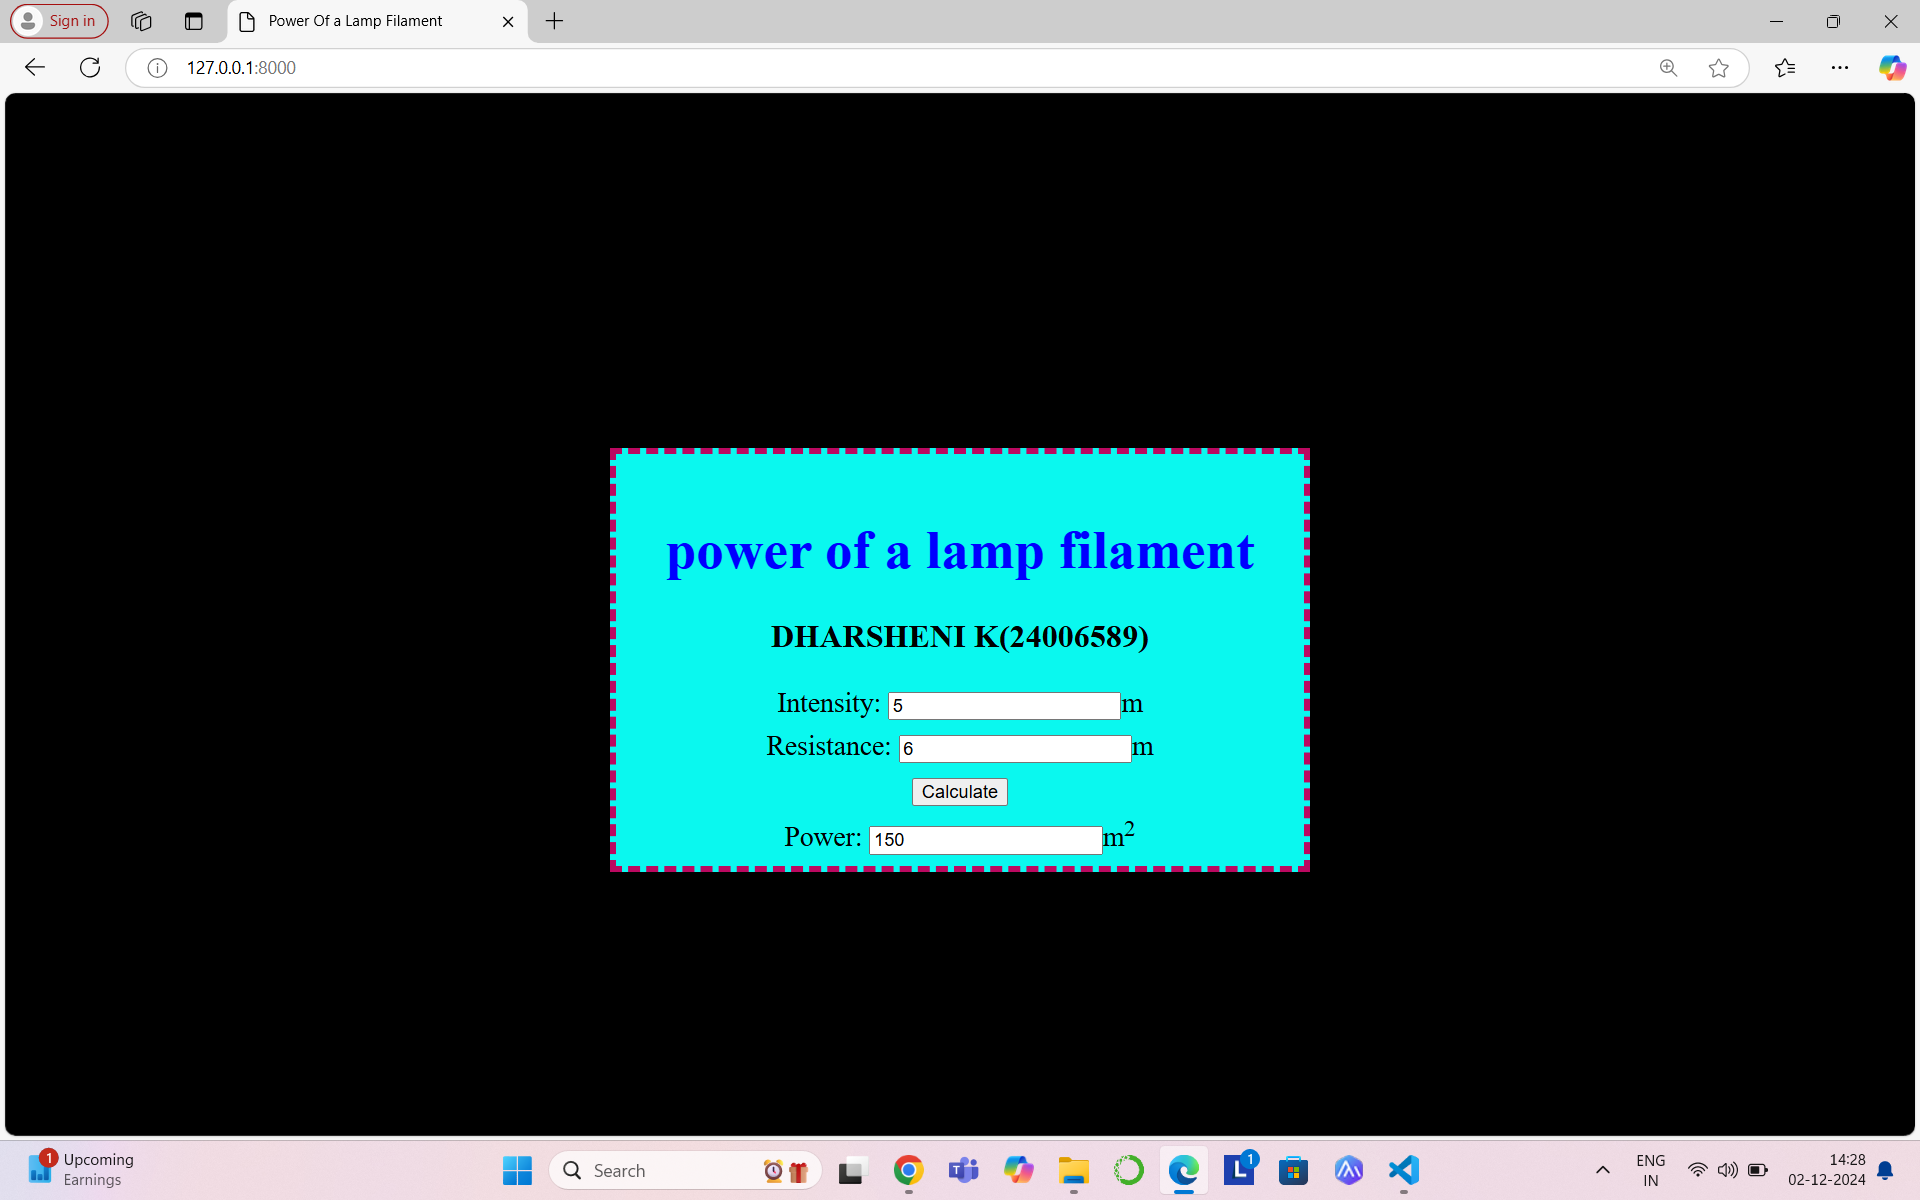 Sign in
Power Of a Lamp Filament
127.0.0.1:8000
power of a lamp filament
DHARSHENI K(24006589)
Intensity: 5 m
Resistance: 6 m
Calculate
Power: 150 m²
1
Upcoming
Earnings
Search
T
L
1
ENG
IN
14:28
02-12-2024